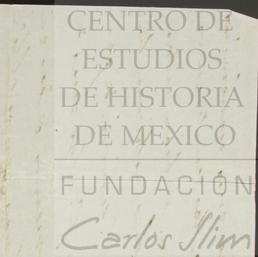 CENTRO DE
ESTUDIOS
DE HISTORIA
DE MEXICO
FUNDACIÓN
Carlos Slim